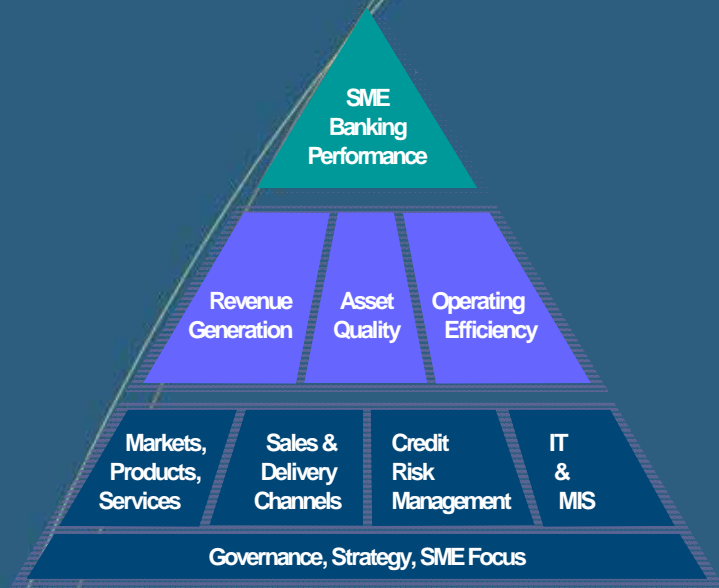 SME
Banking
Performance
Revenue
Generation
Asset
Quality
Operating
Efficiency
Markets,
Products,
Services
Sales &
Delivery
Channels
Credit
Risk
Management
IT
&
MIS
Governance, Strategy, SME Focus